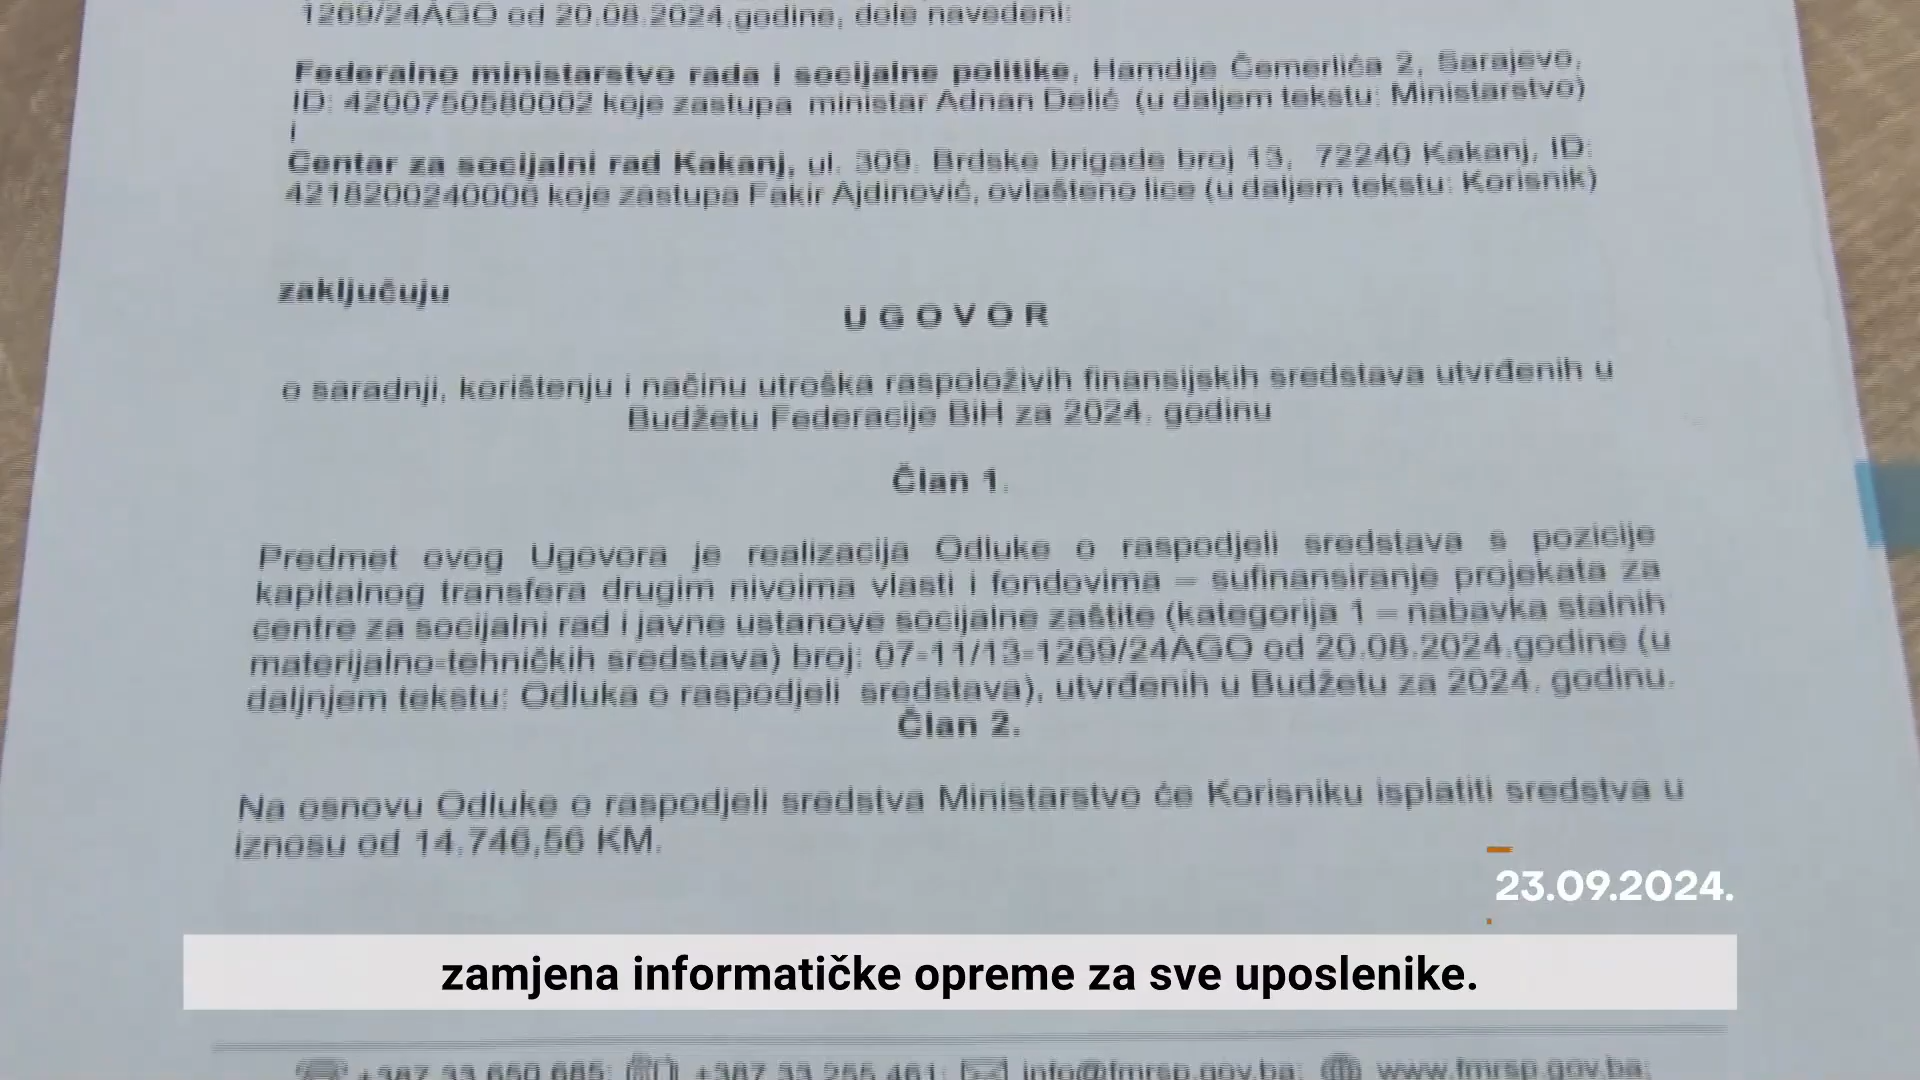 1269/24AGO od 20.08.2024.godine, dole navedeni:
Federalno ministarstvo rada i socijalne politike, Hamdije Čemerlića 2, Sarajevo,
ID: 4200750580002 koje zastupa ministar Adnan Delić (u daljem tekstu: Ministarstvo)
i
Centar za socijalni rad Kakanj, ul. 309. Brdske brigade broj 13, 72240 Kakanj, ID:
4218200240006 koje zastupa Fakir Ajdinović, ovlašteno lice (u daljem tekstu: Korisnik)
zaključuju
U G O V O R
o saradnji, korištenju i načinu utroška raspoloživih finansijskih sredstava utvrđenih u
Budžetu Federacije BiH za 2024. godinu
Član 1.
Predmet ovog Ugovora je realizacija Odluke o raspodjeli sredstava s pozicije
kapitalnog transfera drugim nivoima vlasti i fondovima – sufinansiranje projekata za
centre za socijalni rad i javne ustanove socijalne zaštite (kategorija 1 – nabavka stalnih
materijalno-tehničkih sredstava) broj: 07-11/13-1269/24AGO od 20.08.2024.godine (u
daljnjem tekstu: Odluka o raspodjeli sredstava), utvrđenih u Budžetu za 2024. godinu.
Član 2.
Na osnovu Odluke o raspodjeli sredstva Ministarstvo će Korisniku isplatiti sredstva u
iznosu od 14.746,56 KM.
23.09.2024.
zamjena informatičke opreme za sve uposlenike.
+387 33 650 685; +387 33 255 461; info@fmrsp.gov.ba; www.fmrsp.gov.ba;